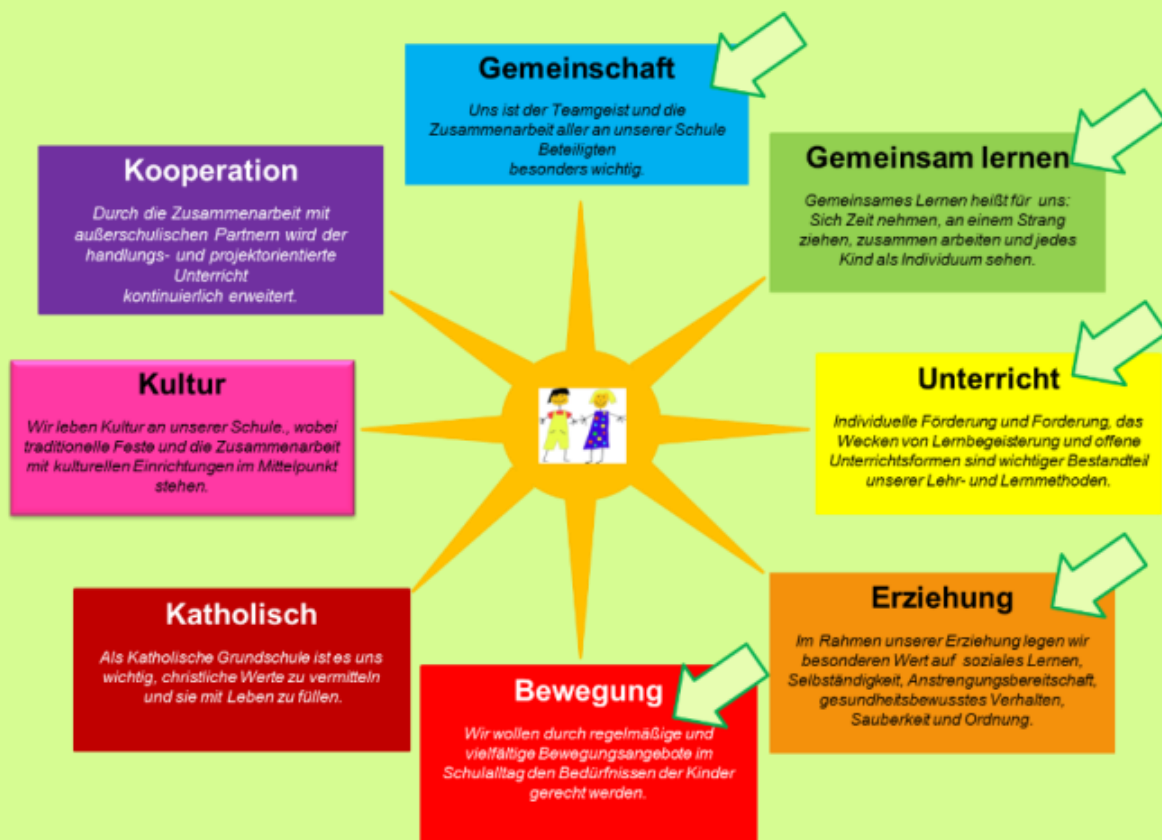 Gemeinschaft
Uns ist der Teamgeist und die
Zusammenarbeit aller an unserer Schule
Beteiligten
besonders wichtig.
Gemeinsam lernen
Gemeinsames Lernen heißt für uns:
Sich Zeit nehmen, an einem Strang
ziehen, zusammen arbeiten und jedes
Kind als Individuum sehen.
Unterricht
Individuelle Förderung und Forderung, das
Wecken von Lernbegeisterung und offene
Unterrichtsformen sind wichtiger Bestandteil
unserer Lehr- und Lernmethoden.
Erziehung
Im Rahmen unserer Erziehung legen wir
besonderen Wert auf soziales Lernen,
Selbständigkeit, Anstrengungsbereitschaft,
gesundheitsbewusstes Verhalten,
Sauberkeit und Ordnung.
Bewegung
Wir wollen durch regelmäßige und
vielfältige Bewegungsangebote im
Schulalltag den Bedürfnissen der Kinder
gerecht werden.
Katholisch
Als Katholische Grundschule ist es uns
wichtig, christliche Werte zu vermitteln
und sie mit Leben zu füllen.
Kultur
Wir leben Kultur an unserer Schule., wobei
traditionelle Feste und die Zusammenarbeit
mit kulturellen Einrichtungen im Mittelpunkt
stehen.
Kooperation
Durch die Zusammenarbeit mit
außerschulischen Partnern wird der
handlungs- und projektorientierte
Unterricht
kontinuierlich erweitert.